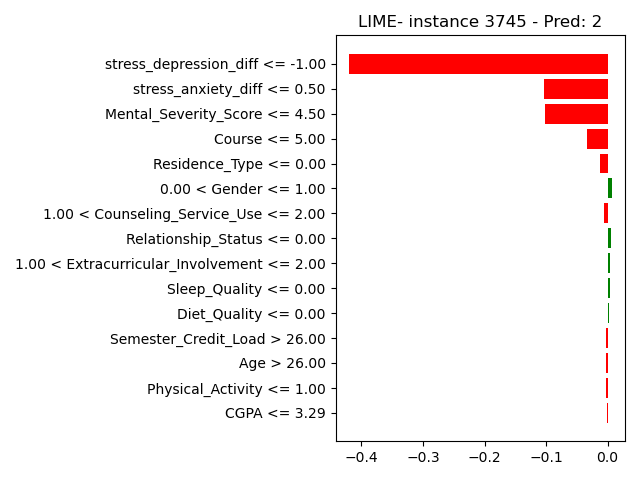 LIME- instance 3745 - Pred: 2
stress_depression_diff <= -1.00
stress_anxiety_diff <= 0.50
Mental_Severity_Score <= 4.50
Course <= 5.00
Residence_Type <= 0.00
0.00 < Gender <= 1.00
1.00 < Counseling_Service_Use <= 2.00
Relationship_Status <= 0.00
1.00 < Extracurricular_Involvement <= 2.00
Sleep_Quality <= 0.00
Diet_Quality <= 0.00
Semester_Credit_Load > 26.00
Age > 26.00
Physical_Activity <= 1.00
CGPA <= 3.29
−0.4 −0.3 −0.2 −0.1 0.0